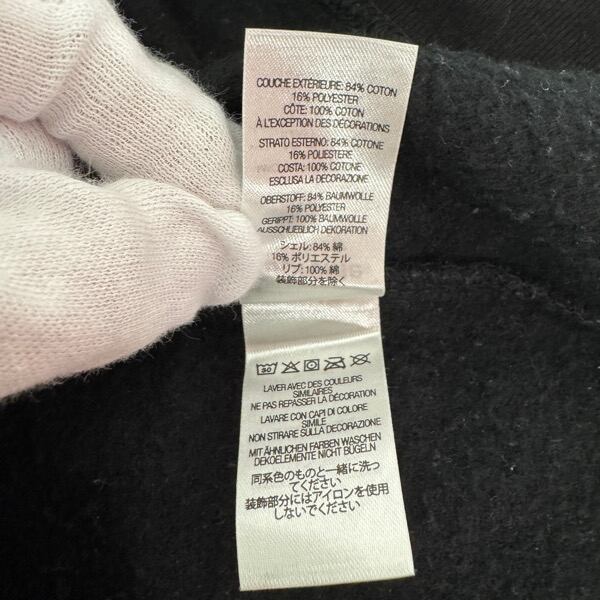 COUCHE EXTÉRIEURE: 84% COTON
16% POLYESTER
CÔTE: 100% COTON
À L'EXCEPTION DES DÉCORATIONS
STRATO ESTERNO: 84% COTONE
16% POLIESTERE
COSTA: 100% COTONE
ESCLUSA LA DECORAZIONE
OBERSTOFF: 84% BAUMWOLLE
16% POLYESTER
GERIPPT: 100% BAUMWOLLE
AUSSCHLIEßLICH DEKORATION
シェル: 84% 綿
16% ポリエステル
リブ: 100% 綿
装飾部分を除く
30
LAVER AVEC DES COULEURS
SIMILAIRES
NE PAS REPASSER LA DÉCORATION
LAVARE CON CAPI DI COLORE
SIMILE
NON STIRARE SULLA DECORAZIONE
MIT ÄHNLICHEN FARBEN WASCHEN
DEKOELEMENTE NICHT BÜGELN
同系色のものと一緒に洗っ
てください
装飾部分にはアイロンを使用
しないでください